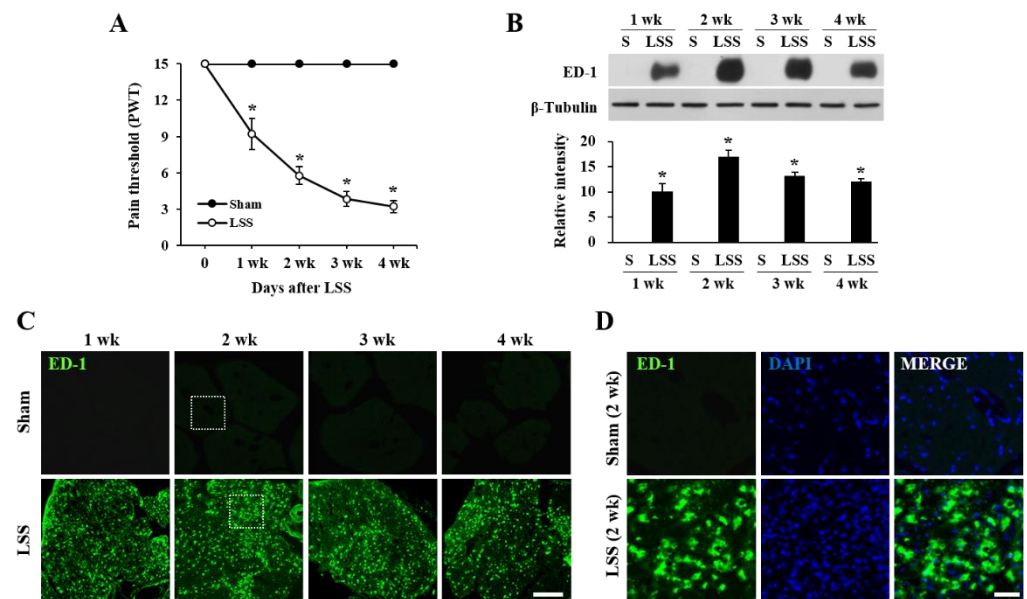 A
15
12
9
6
3
0
Pain threshold (PWT)
*
*
*
*
Sham
LSS
0 1 wk 2 wk 3 wk 4 wk
Days after LSS
B
1 wk 2 wk 3 wk 4 wk
S LSS S LSS S LSS S LSS
ED-1
β-Tubulin
20
15
10
5
0
Relative intensity
*
*
*
*
S LSS S LSS S LSS S LSS
1 wk 2 wk 3 wk 4 wk
C
1 wk 2 wk 3 wk 4 wk
ED-1
Sham
LSS
D
ED-1 DAPI MERGE
Sham (2 wk)
LSS (2 wk)